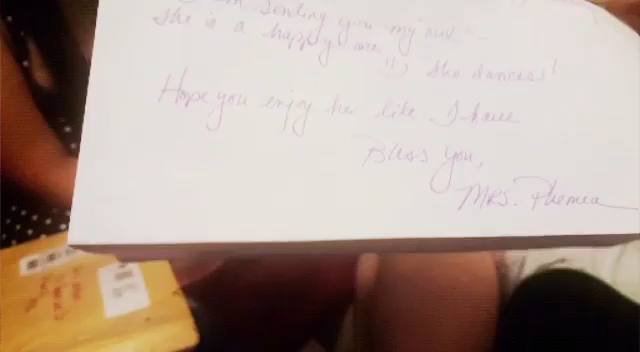 sending you my own
She is a happy one
!!:) She dances!
Hope you enjoy her like I have
Bless you,
Mrs. Phemia